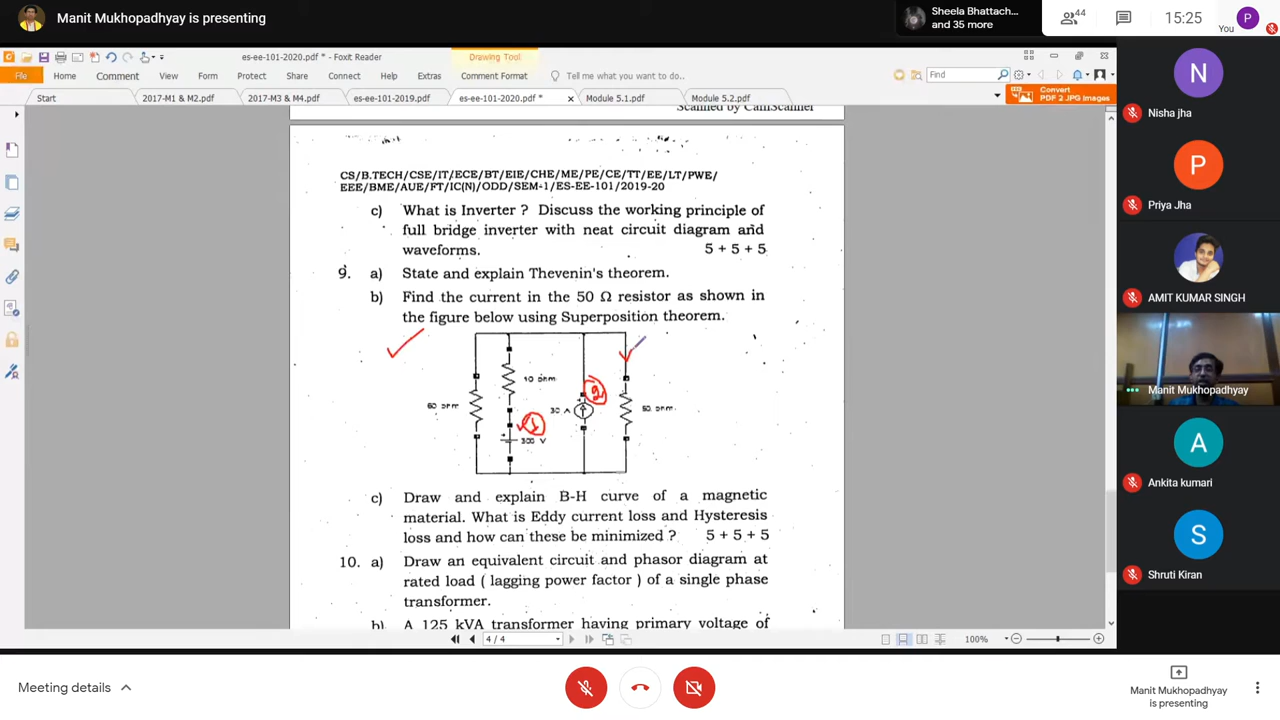 Manit Mukhopadhyay is presenting
Sheela Bhattach...
and 35 more
44
15:25
You
P
es-ee-101-2020.pdf * - Foxit Reader
Drawing Tool
File
Home
Comment
View
Form
Protect
Share
Connect
Help
Extras
Comment Format
Tell me what you want to do..
Find
Start
2017-M1 & M2.pdf
2017-M3 & M4.pdf
es-ee-101-2019.pdf
es-ee-101-2020.pdf *
Module 5.1.pdf
Module 5.2.pdf
Convert
PDF 2 JPG Images
Scanned by CamScanner
CS/B.TECH/CSE/IT/ECE/BT/EIE/CHE/ME/PE/CE/TT/EE/LT/PWE/
EEE/BME/AUE/FT/IC(N)/ODD/SEM-1/ES-EE-101/2019-20
c) What is Inverter ? Discuss the working principle of
full bridge inverter with neat circuit diagram and
waveforms. 5 + 5 + 5
9. a) State and explain Thevenin's theorem.
b) Find the current in the 50 Ω resistor as shown in
the figure below using Superposition theorem.
10 ohm
2
60 ohm
30 A
50 ohm
1
300 V
c) Draw and explain B-H curve of a magnetic
material. What is Eddy current loss and Hysteresis
loss and how can these be minimized ? 5 + 5 + 5
10. a) Draw an equivalent circuit and phasor diagram at
rated load ( lagging power factor ) of a single phase
transformer.
b) A 125 kVA transformer having primary voltage of
4 / 4
100%
N
Nisha jha
P
Priya Jha
AMIT KUMAR SINGH
Manit Mukhopadhyay
A
Ankita kumari
S
Shruti Kiran
Meeting details
Manit Mukhopadhyay
is presenting